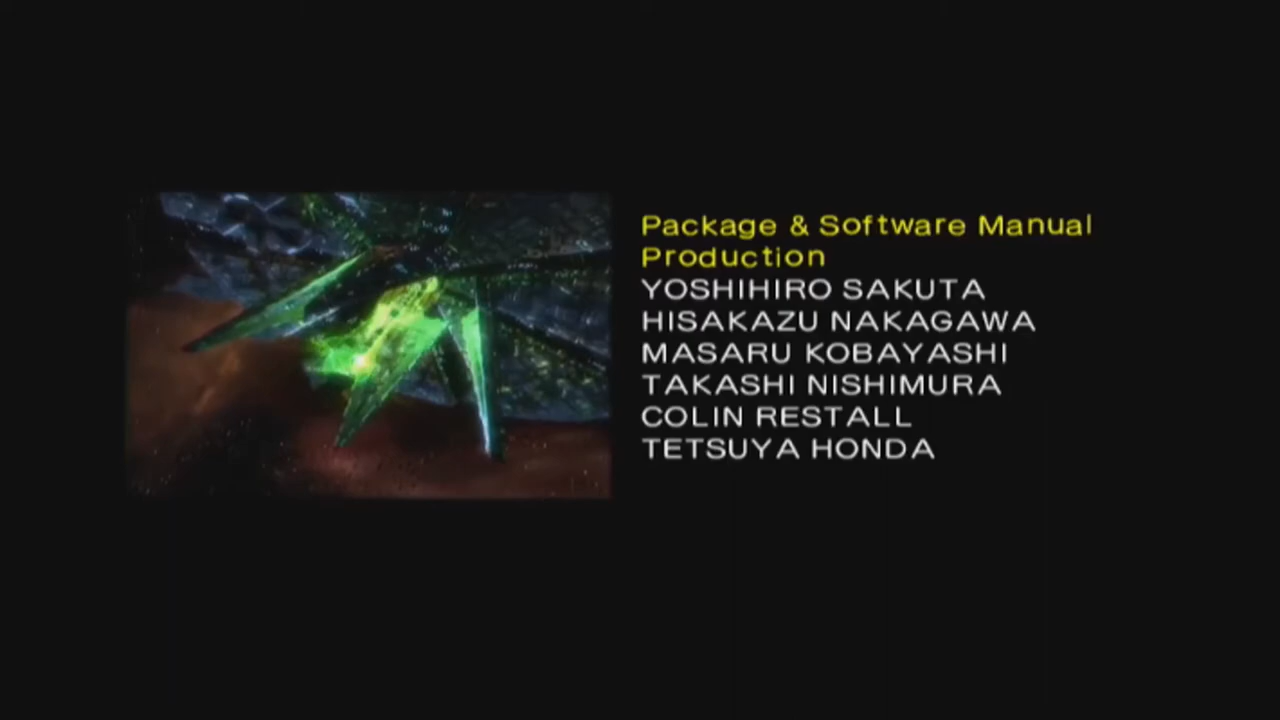 Package & Software Manual
Production
YOSHIHIRO SAKUTA
HISAKAZU NAKAGAWA
MASARU KOBAYASHI
TAKASHI NISHIMURA
COLIN RESTALL
TETSUYA HONDA